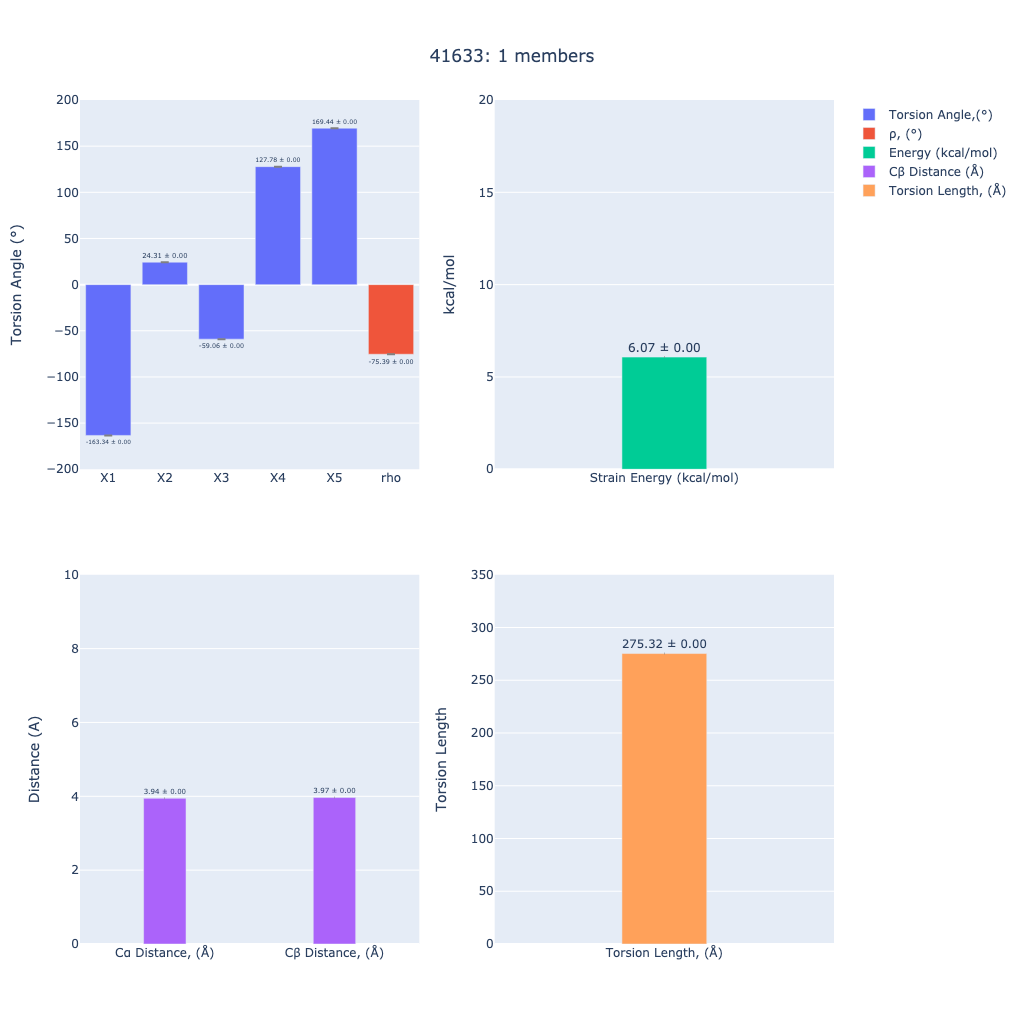 41633: 1 members
200
150
100
50
0
−50
−100
−150
−200
Torsion Angle (°)
-163.34 ± 0.00
24.31 ± 0.00
-59.06 ± 0.00
127.78 ± 0.00
169.44 ± 0.00
-75.39 ± 0.00
X1 X2 X3 X4 X5 rho
20
15
10
5
0
kcal/mol
6.07 ± 0.00
Strain Energy (kcal/mol)
Torsion Angle,(°)
ρ, (°)
Energy (kcal/mol)
Cβ Distance (Å)
Torsion Length, (Å)
10
8
6
4
2
0
Distance (A)
3.94 ± 0.00
3.97 ± 0.00
Cα Distance, (Å) Cβ Distance, (Å)
350
300
250
200
150
100
50
0
Torsion Length
275.32 ± 0.00
Torsion Length, (Å)